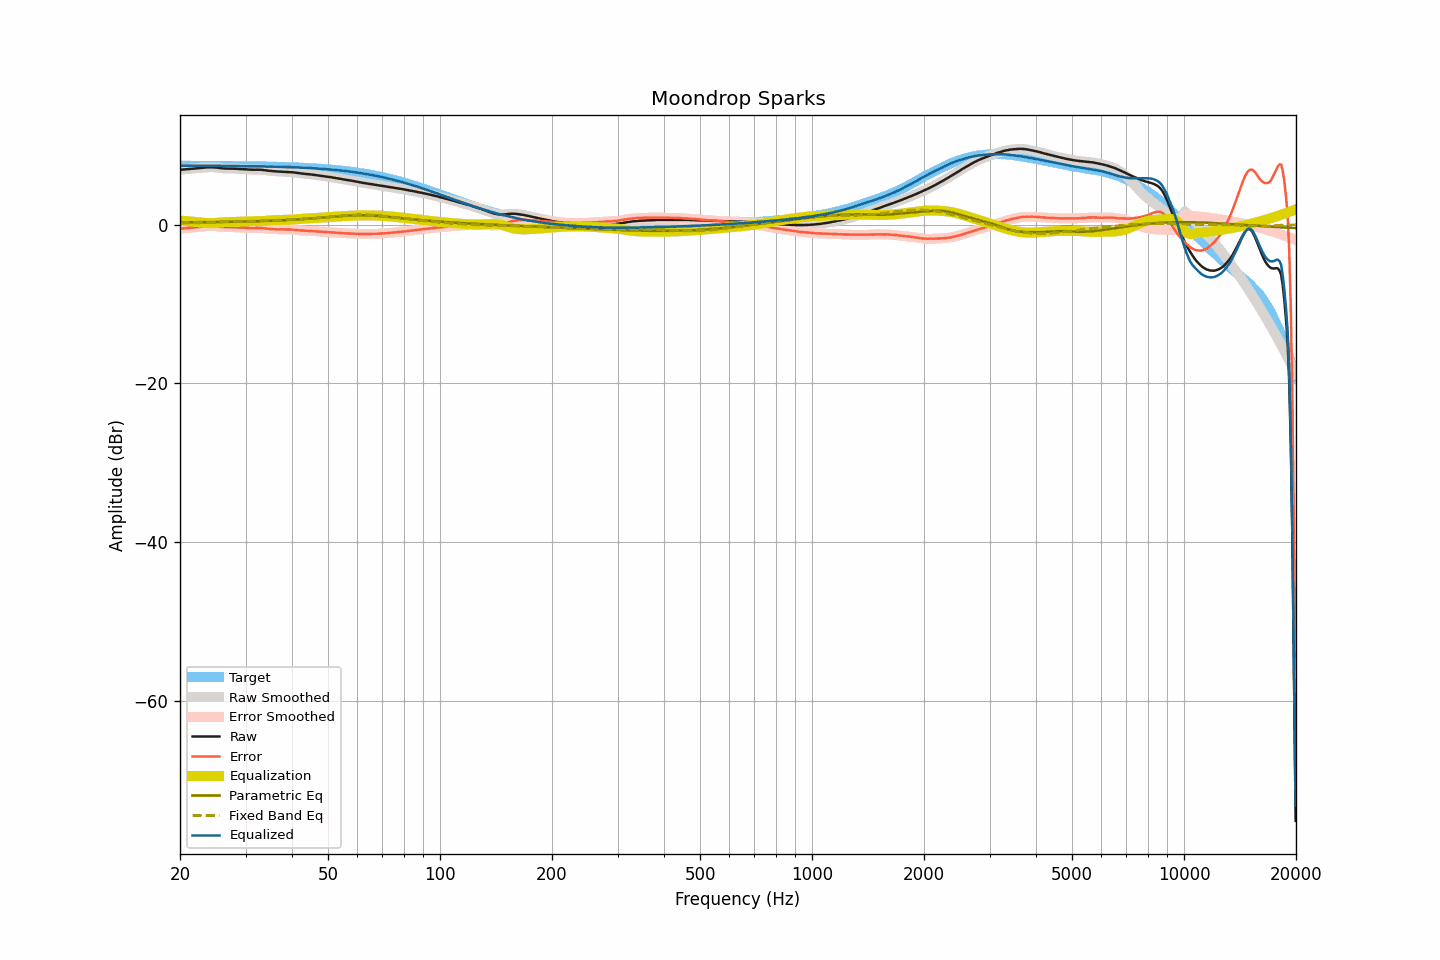 Moondrop Sparks
Amplitude (dBr)
0
−20
−40
−60
Target
Raw Smoothed
Error Smoothed
Raw
Error
Equalization
Parametric Eq
Fixed Band Eq
Equalized
20 50 100 200 500 1000 2000 5000 10000 20000
Frequency (Hz)